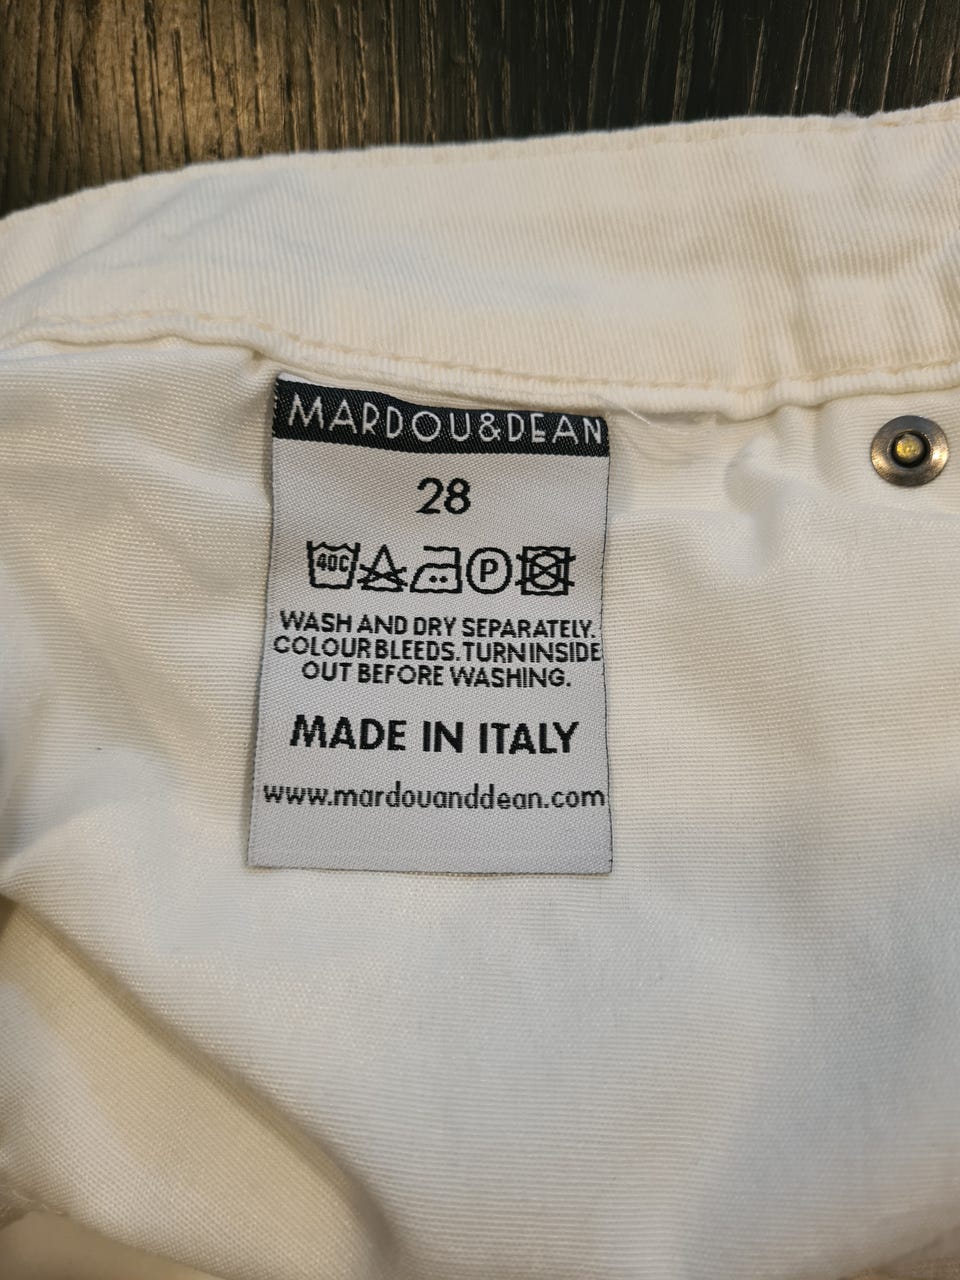 MARDOU&DEAN
28
40C P
WASH AND DRY SEPARATELY.
COLOUR BLEEDS. TURN INSIDE
OUT BEFORE WASHING.
MADE IN ITALY
www.mardouanddean.com